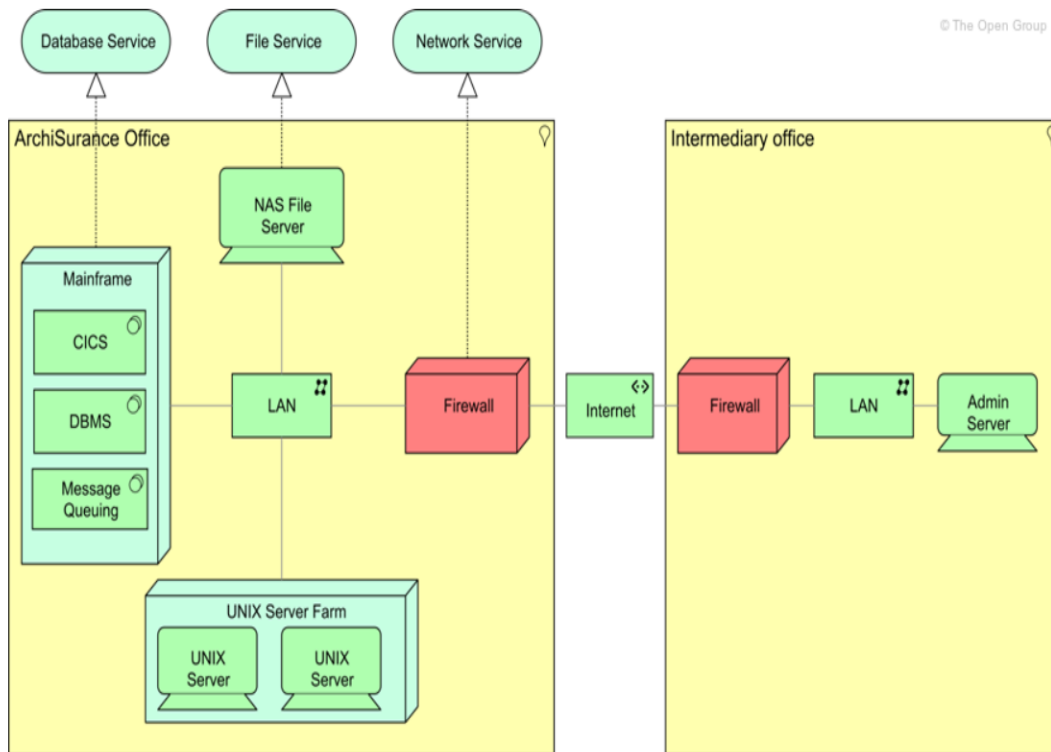 © The Open Group
Database Service
File Service
Network Service
ArchiSurance Office
Intermediary office
NAS File
Server
Mainframe
CICS
DBMS
Message
Queuing
LAN
Firewall
Internet
Firewall
LAN
Admin
Server
UNIX Server Farm
UNIX
Server
UNIX
Server